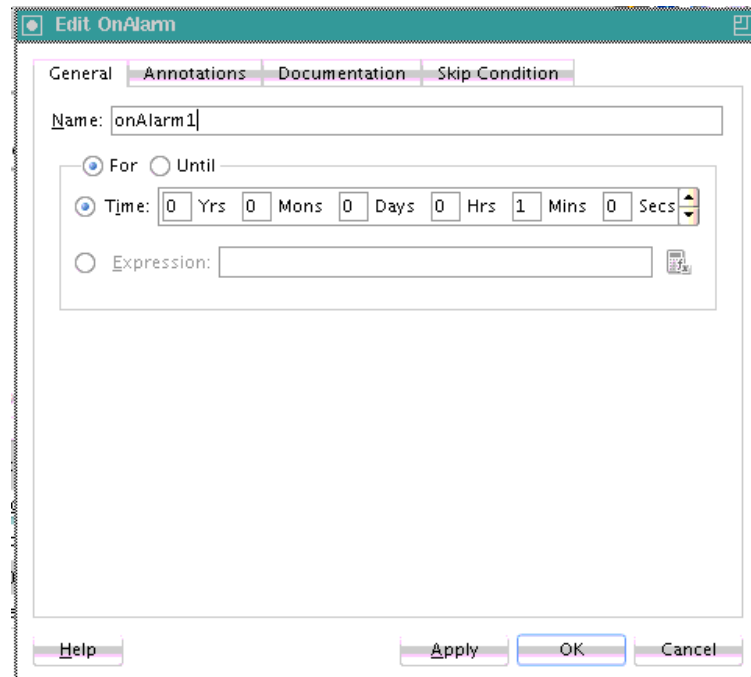 Edit OnAlarm
General Annotations Documentation Skip Condition
Name: onAlarm1
For Until
Time: 0 Yrs 0 Mons 0 Days 0 Hrs 1 Mins 0 Secs
Expression:
Help Apply OK Cancel